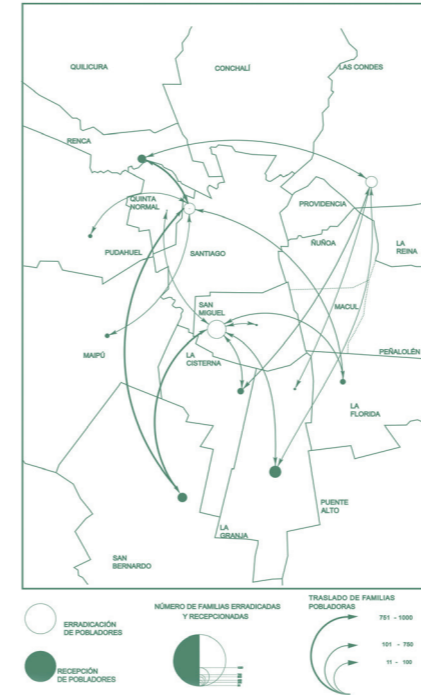 QUILICURA
CONCHALÍ
LAS CONDES
RENCA
QUINTA
NORMAL
PROVIDENCIA
PUDAHUEL
SANTIAGO
ÑUÑOA
LA
REINA
SAN
MIGUEL
MACUL
MAIPÚ
LA
CISTERNA
PEÑALOLÉN
LA
FLORIDA
PUENTE
ALTO
LA
GRANJA
SAN
BERNARDO
ERRADICACIÓN
DE POBLADORES
RECEPCIÓN
DE POBLADORES
NÚMERO DE FAMILIAS ERRADICADAS
Y RECEPCIONADAS
TRASLADO DE FAMILIAS
POBLADORAS
751 - 1000
101 - 750
11 - 100